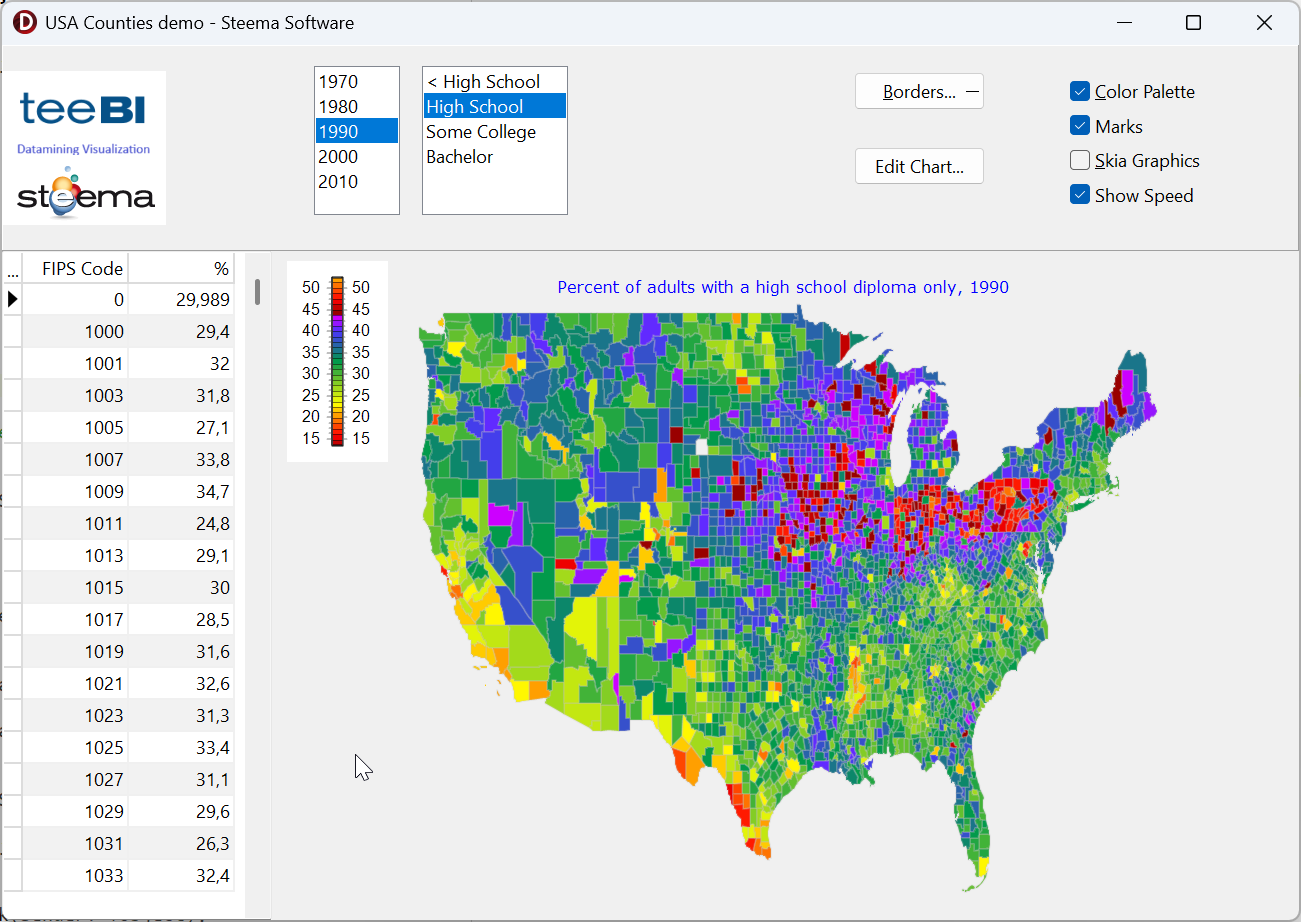 USA Counties demo - Steema Software
teeBI
Datamining Visualization
steema
1970
1980
1990
2000
2010
< High School
High School
Some College
Bachelor
Borders...
Edit Chart...
Color Palette
Marks
Skia Graphics
Show Speed
... FIPS Code %
0 29,989
1000 29,4
1001 32
1003 31,8
1005 27,1
1007 33,8
1009 34,7
1011 24,8
1013 29,1
1015 30
1017 28,5
1019 31,6
1021 32,6
1023 31,3
1025 33,4
1027 31,1
1029 29,6
1031 26,3
1033 32,4
50 50
45 45
40 40
35 35
30 30
25 25
20 20
15 15
Percent of adults with a high school diploma only, 1990